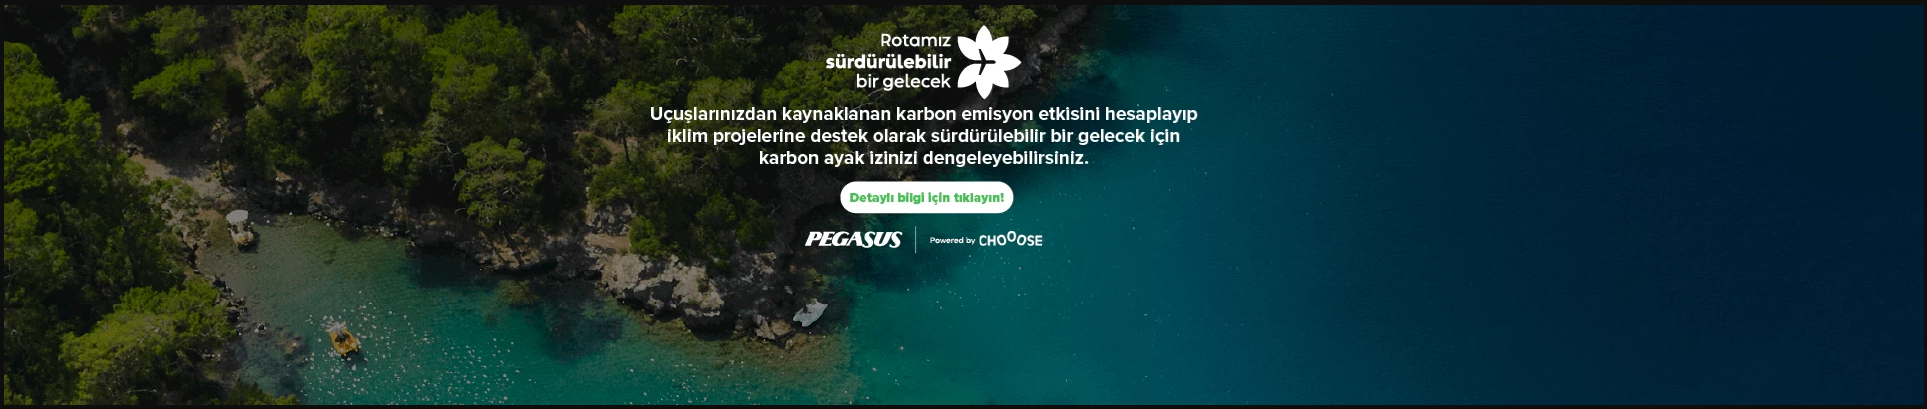 Rotamız
sürdürülebilir
bir gelecek
Uçuşlarınızdan kaynaklanan karbon emisyon etkisini hesaplayıp
iklim projelerine destek olarak sürdürülebilir bir gelecek için
karbon ayak izinizi dengeleyebilirsiniz.
Detaylı bilgi için tıklayın!
PEGASUS
Powered by CHOOOSE